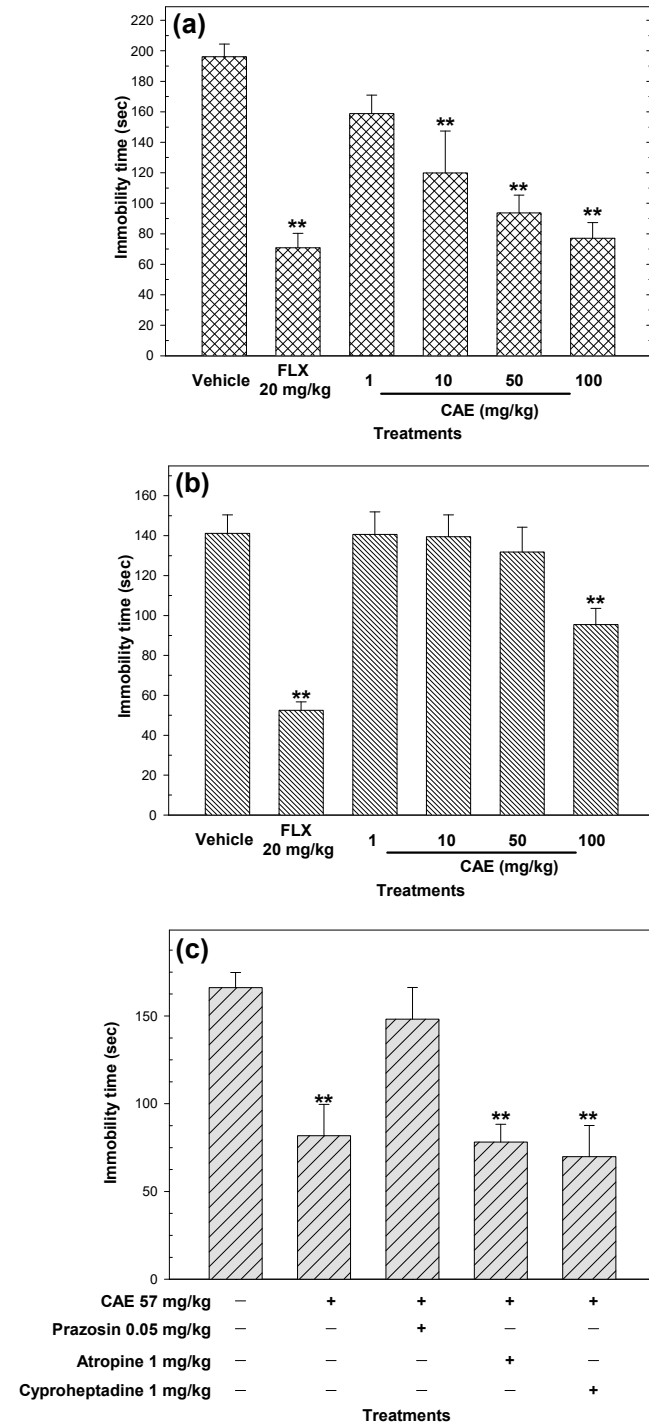 (a)
220
200
180
160
140
120
100
80
60
40
20
0
Immobility time (sec)
** ** ** **
Vehicle FLX 20 mg/kg 1 10 50 100
CAE (mg/kg)
Treatments
(b)
160
140
120
100
80
60
40
20
0
Immobility time (sec)
** **
Vehicle FLX 20 mg/kg 1 10 50 100
CAE (mg/kg)
Treatments
(c)
150
100
50
0
Immobility time (sec)
** ** **
CAE 57 mg/kg – + + + +
Prazosin 0.05 mg/kg – – + – –
Atropine 1 mg/kg – – – + –
Cyproheptadine 1 mg/kg – – – – +
Treatments